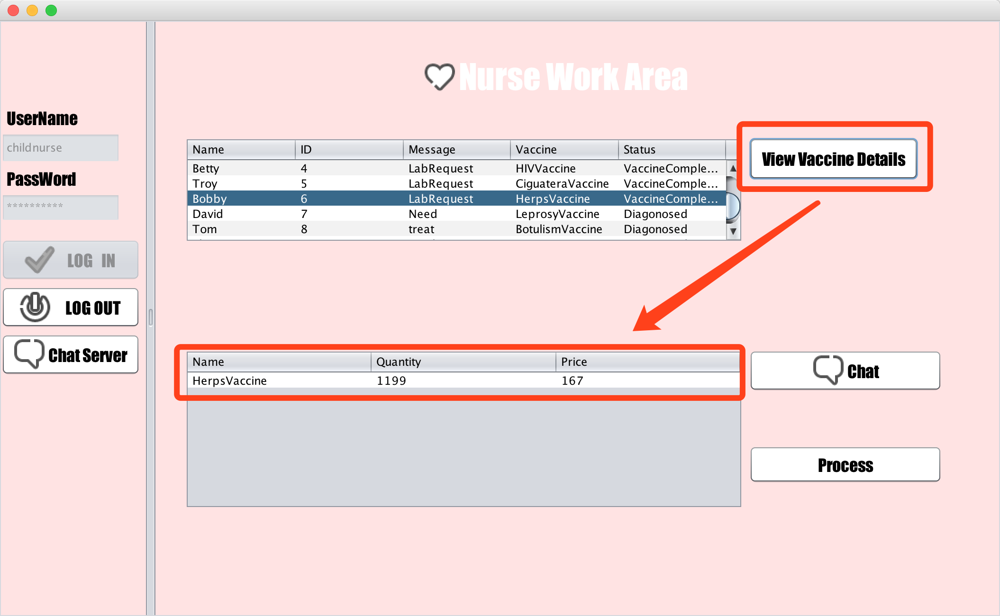 Nurse Work Area
UserName
childnurse
PassWord
**********
LOG IN
LOG OUT
Chat Server
Name ID Message Vaccine Status
Betty 4 LabRequest HIVVaccine VaccineComple...
Troy 5 LabRequest CiguateraVaccine VaccineComple...
Bobby 6 LabRequest HerpsVaccine VaccineComple...
David 7 Need LeprosyVaccine Diagonosed
Tom 8 treat BotulismVaccine Diagonosed
View Vaccine Details
Name Quantity Price
HerpsVaccine 1199 167
Chat
Process